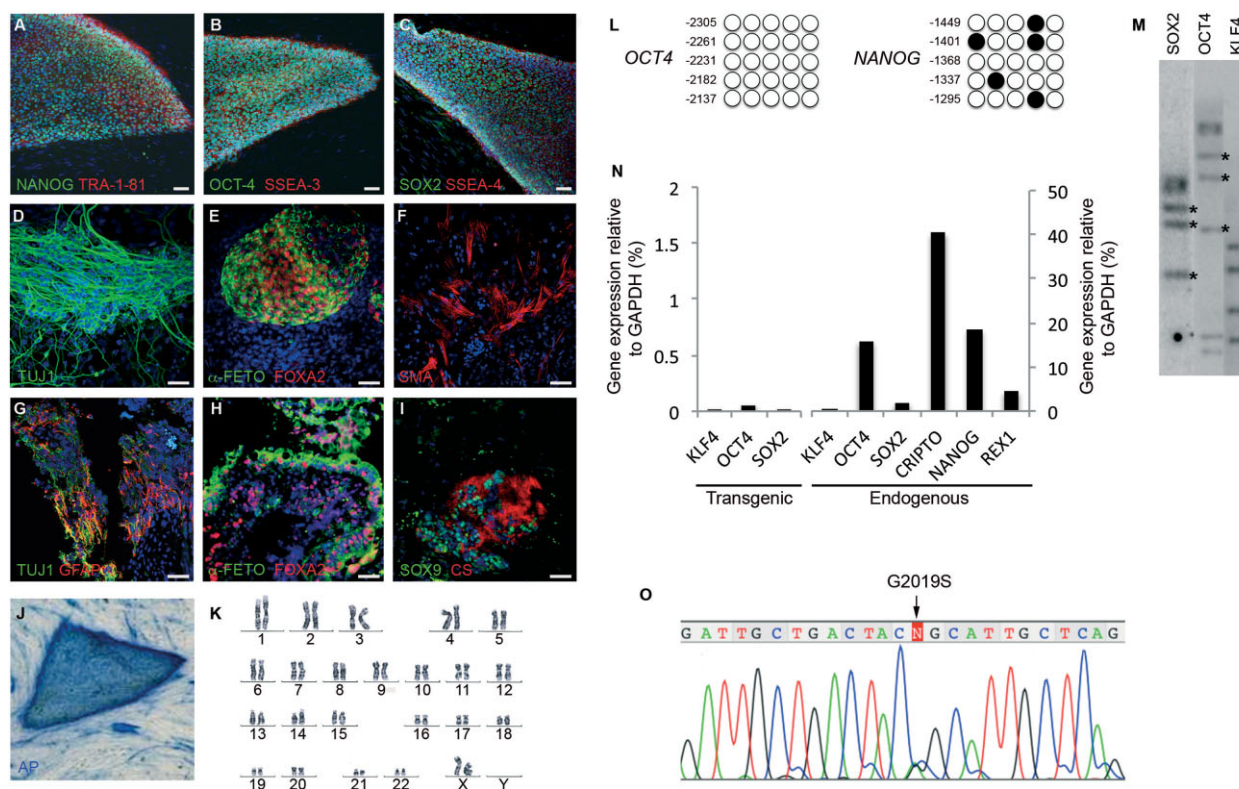 A
B
C
NANOG TRA-1-81
OCT-4 SSEA-3
SOX2 SSEA-4
D
E
F
TUJ1
α-FETO FOXA2
SMA
G
H
I
TUJ1 GFAP
α-FETO FOXA2
SOX9 CS
J
AP
K
1 2 3 4 5
6 7 8 9 10 11 12
13 14 15 16 17 18
19 20 21 22 X Y
L
OCT4
-2305
-2261
-2231
-2182
-2137
NANOG
-1449
-1401
-1368
-1337
-1295
M
SOX2
OCT4
KLF4
*
*
*
*
*
*
N
Gene expression relative
to GAPDH (%)
2
1.5
1
0.5
0
50
40
30
20
10
0
Gene expression relative
to GAPDH (%)
KLF4 OCT4 SOX2 KLF4 OCT4 SOX2 CRIPTO NANOG REX1
Transgenic Endogenous
O
G2019S
G A T T G C T G A C T A C N G C A T T G C T C A G